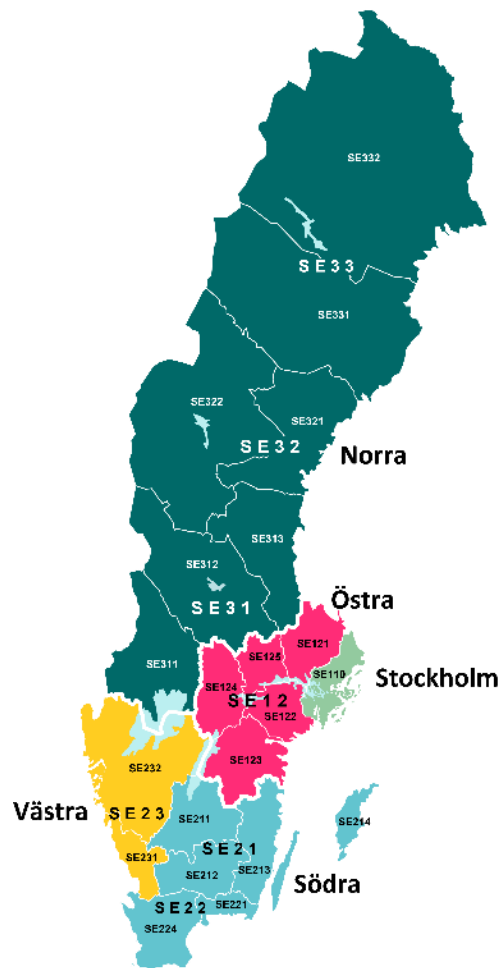 SE332
SE33
SE331
SE322
SE321
SE32
Norra
SE313
SE312
SE31
Östra
SE121
SE125
SE311
SE110
Stockholm
SE124
SE12
SE122
SE123
SE232
Västra
SE23
SE211
SE214
SE21
SE231
SE213
SE212
Södra
SE22
SE221
SE224